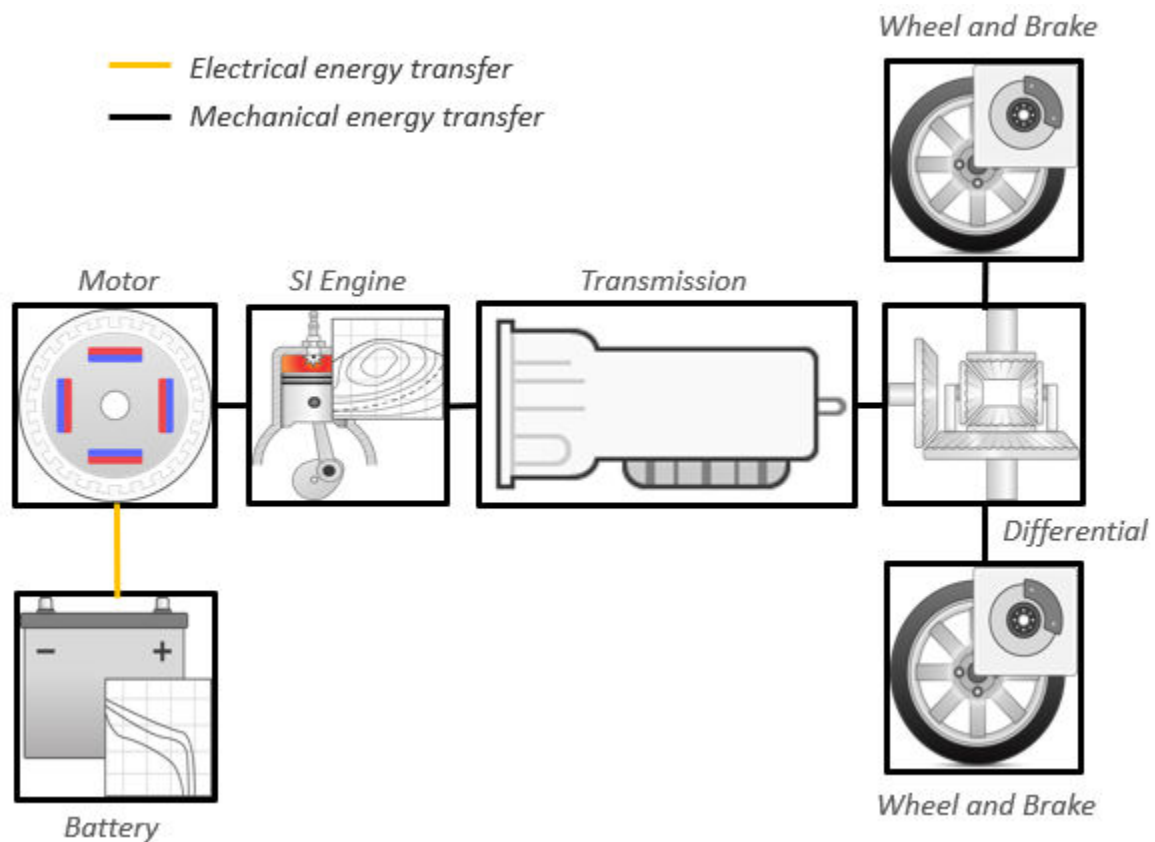 Wheel and Brake
Electrical energy transfer
Mechanical energy transfer
Motor
SI Engine
Transmission
Differential
− +
Wheel and Brake
Battery